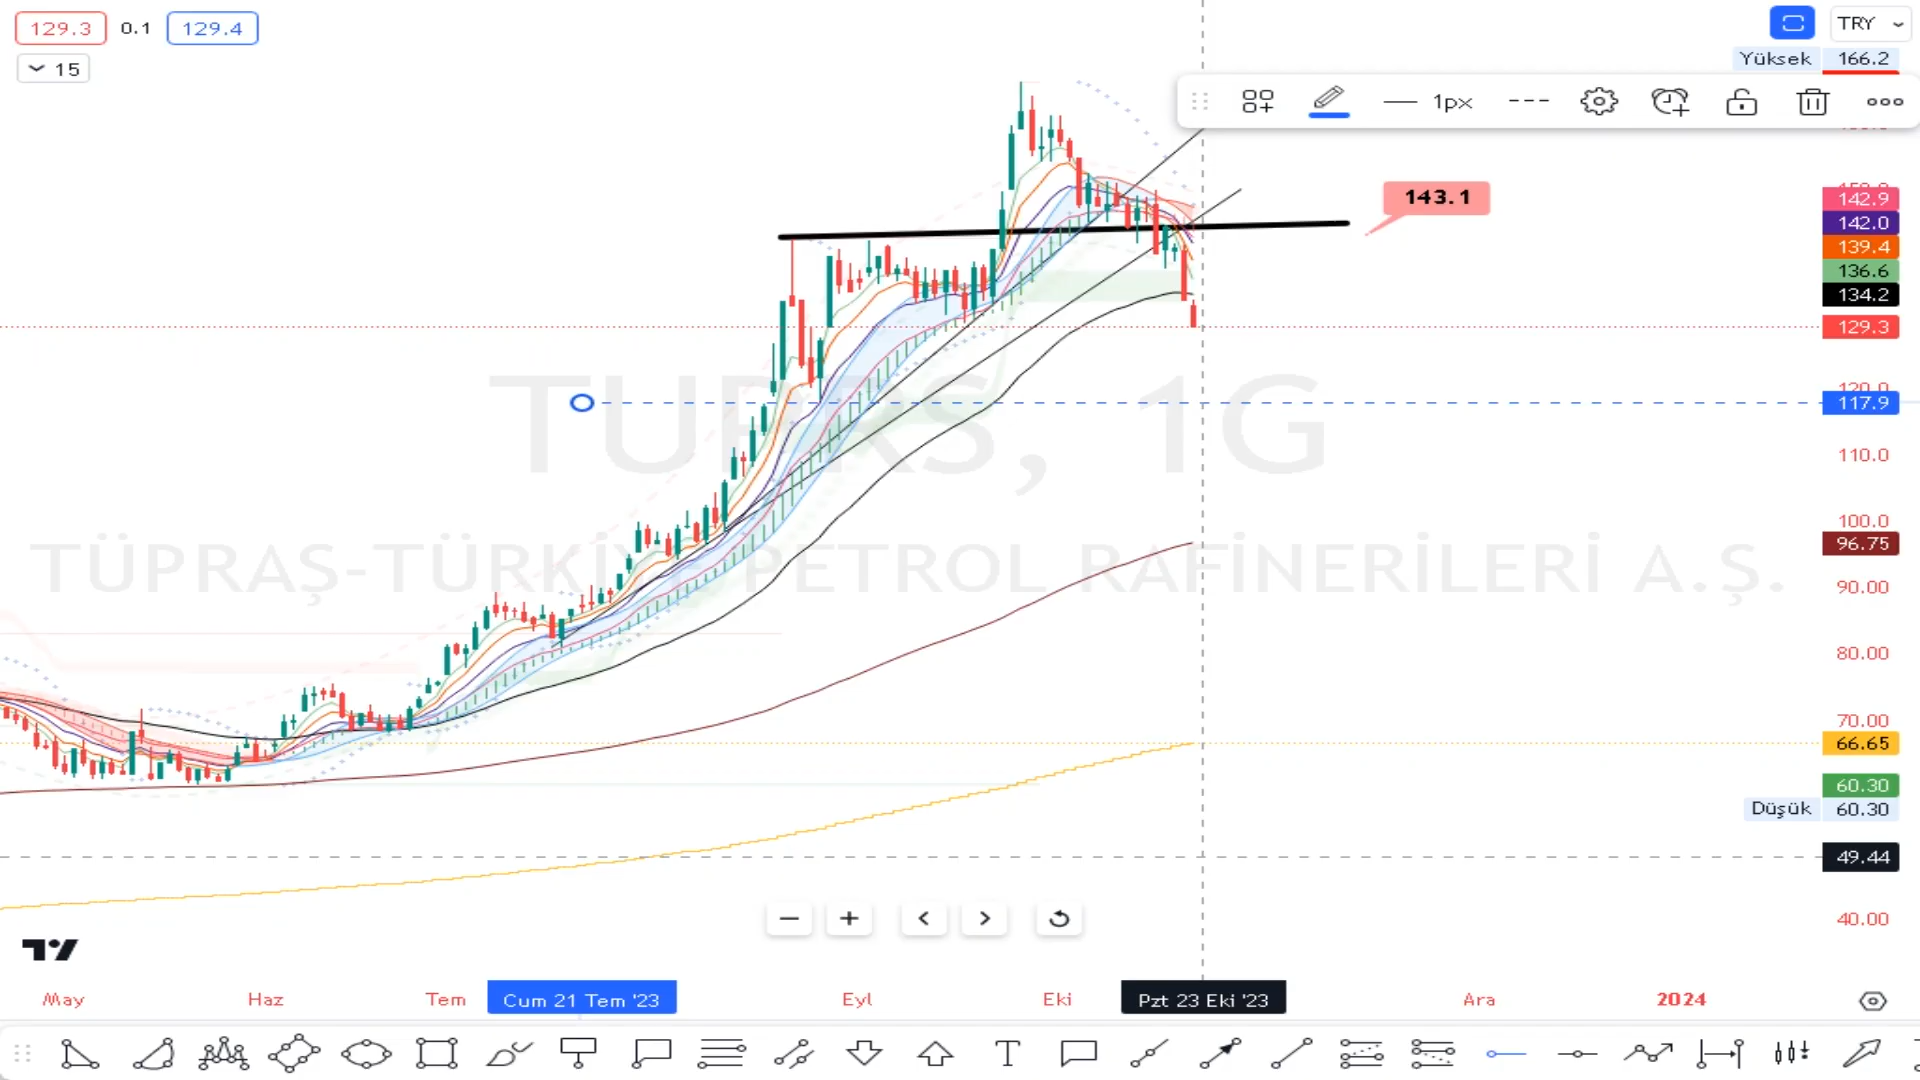 129.3 0.1 129.4
TRY
15
Yüksek 166.2
1px
143.1
142.9
142.0
139.4
136.6
134.2
129.3
120.0
117.9
110.0
TUPRS, 1G
100.0
96.75
TÜPRAŞ-TÜRKİYE PETROL RAFİNERİLERİ A.Ş.
90.00
80.00
70.00
66.65
60.30
Düşük 60.30
49.44
40.00
May Haz Tem Cum 21 Tem '23 Eyl Eki Pzt 23 Eki '23 Ara 2024